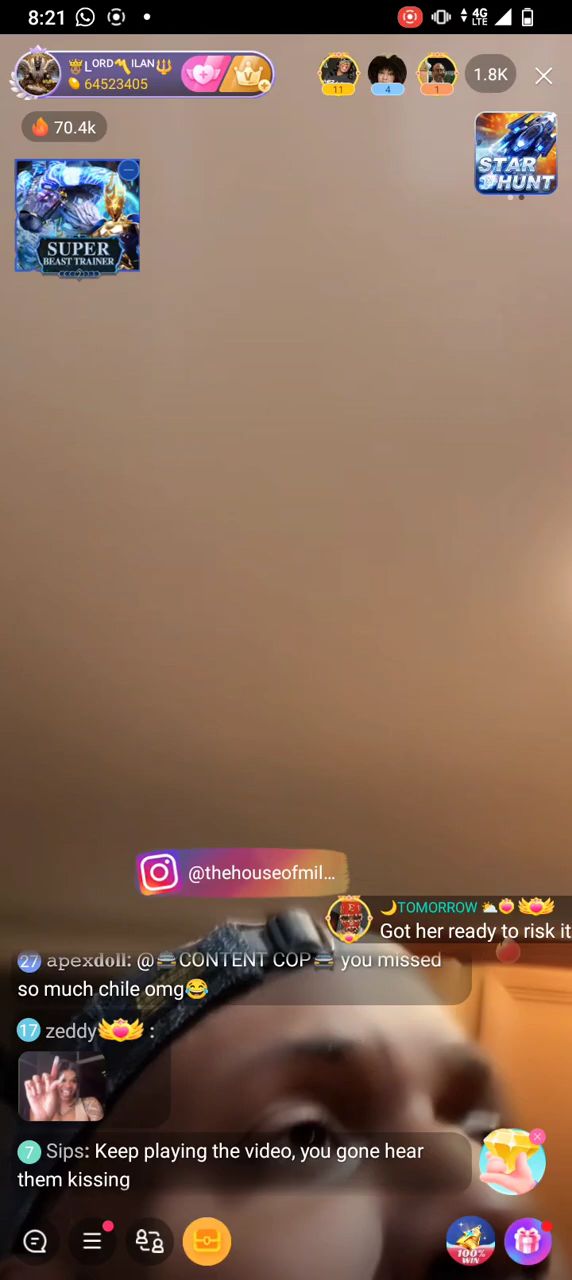 8:21
4G
LTE
Lᴏʀᴅ ILAN
64523405
11
4
1
1.8K
70.4k
STAR
HUNT
SUPER
BEAST TRAINER
@thehouseofmil...
🌙TOMORROW ⛅
Got her ready to risk it
27 apexdoll: @🚔CONTENT COP🚔 you missed
so much chile omg😂
17 zeddy :
7 Sips: Keep playing the video, you gone hear
them kissing
100%
WIN